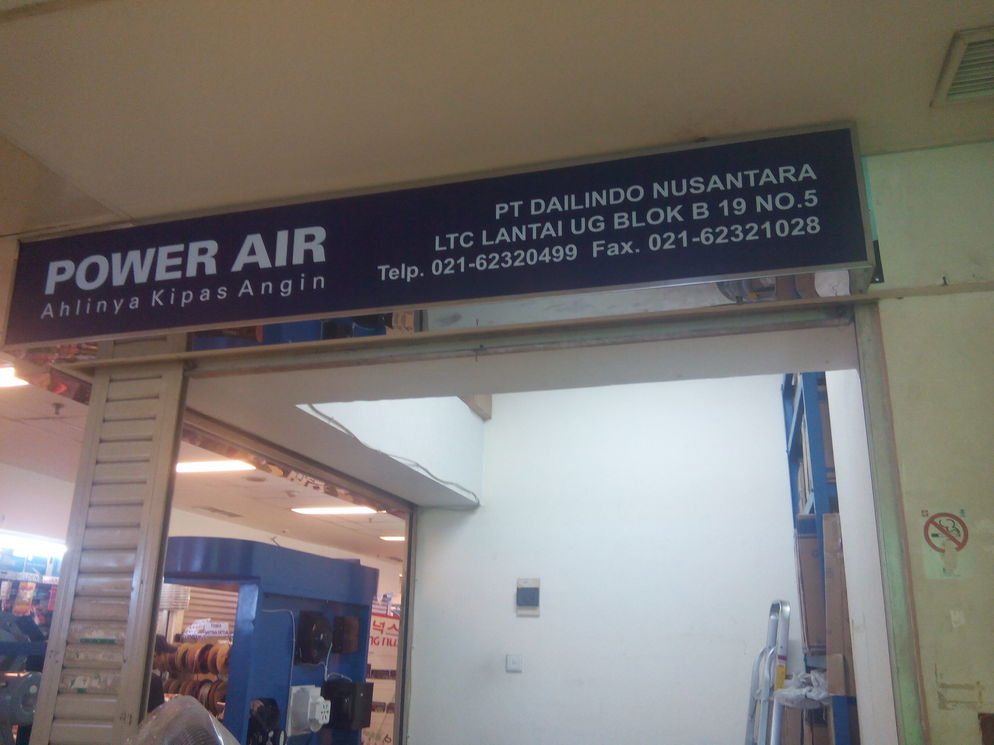 POWER AIR
Ahlinya Kipas Angin
PT DAILINDO NUSANTARA
LTC LANTAI UG BLOK B 19 NO.5
Telp. 021-62320499 Fax. 021-62321028